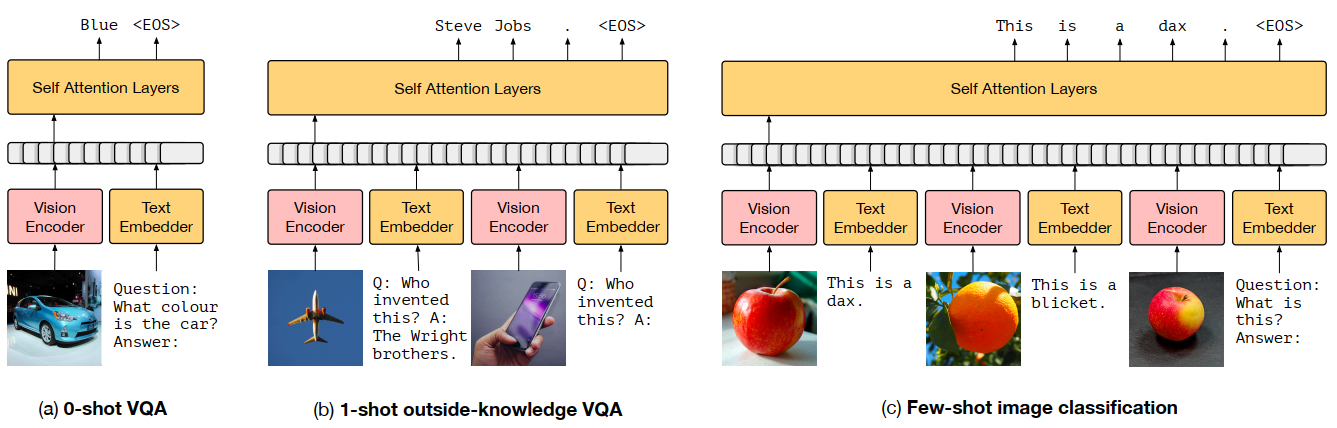 Blue <EOS>
Self Attention Layers
Vision
Encoder
Text
Embedder
Question:
What colour
is the car?
Answer:
(a) 0-shot VQA
Steve Jobs . <EOS>
Self Attention Layers
Vision
Encoder
Text
Embedder
Vision
Encoder
Text
Embedder
Q: Who
invented
this? A:
The Wright
brothers.
Q: Who
invented
this? A:
(b) 1-shot outside-knowledge VQA
This is a dax . <EOS>
Self Attention Layers
Vision
Encoder
Text
Embedder
Vision
Encoder
Text
Embedder
Vision
Encoder
Text
Embedder
This is a
dax.
This is a
blicket.
Question:
What is
this?
Answer:
(c) Few-shot image classification